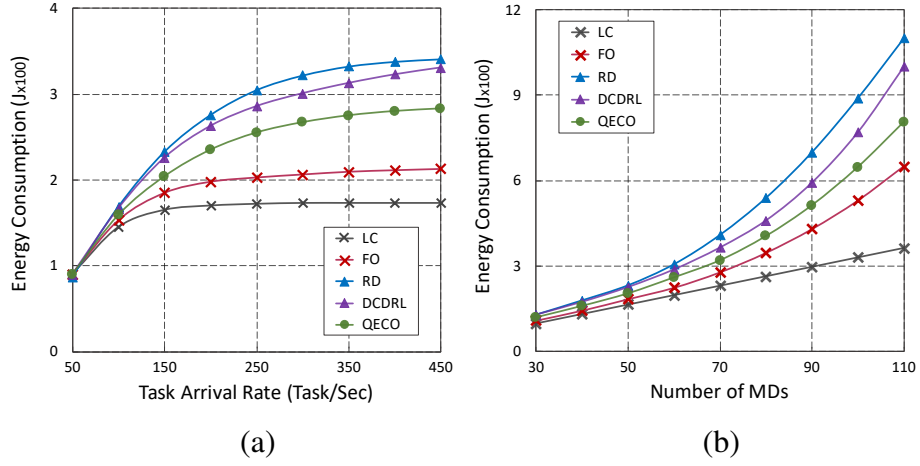 4
3
2
1
0
Energy Consumption (Jx100)
50
150
250
350
450
Task Arrival Rate (Task/Sec)
LC
FO
RD
DCDRL
QECO
(a)
12
9
6
3
0
Energy Consumption (Jx100)
30
50
70
90
110
Number of MDs
LC
FO
RD
DCDRL
QECO
(b)